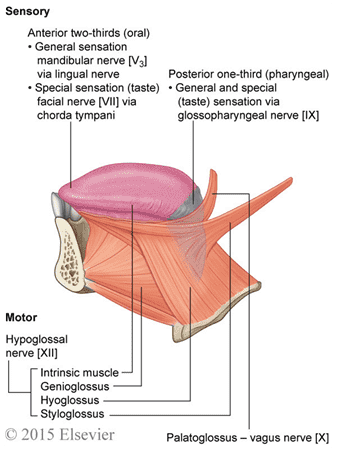 Sensory
Anterior two-thirds (oral)
• General sensation
mandibular nerve [V₃]
via lingual nerve
• Special sensation (taste)
facial nerve [VII] via
chorda tympani
Posterior one-third (pharyngeal)
• General and special
(taste) sensation via
glossopharyngeal nerve [IX]
Motor
Hypoglossal
nerve [XII]
Intrinsic muscle
Genioglossus
Hyoglossus
Styloglossus
Palatoglossus – vagus nerve [X]
© 2015 Elsevier